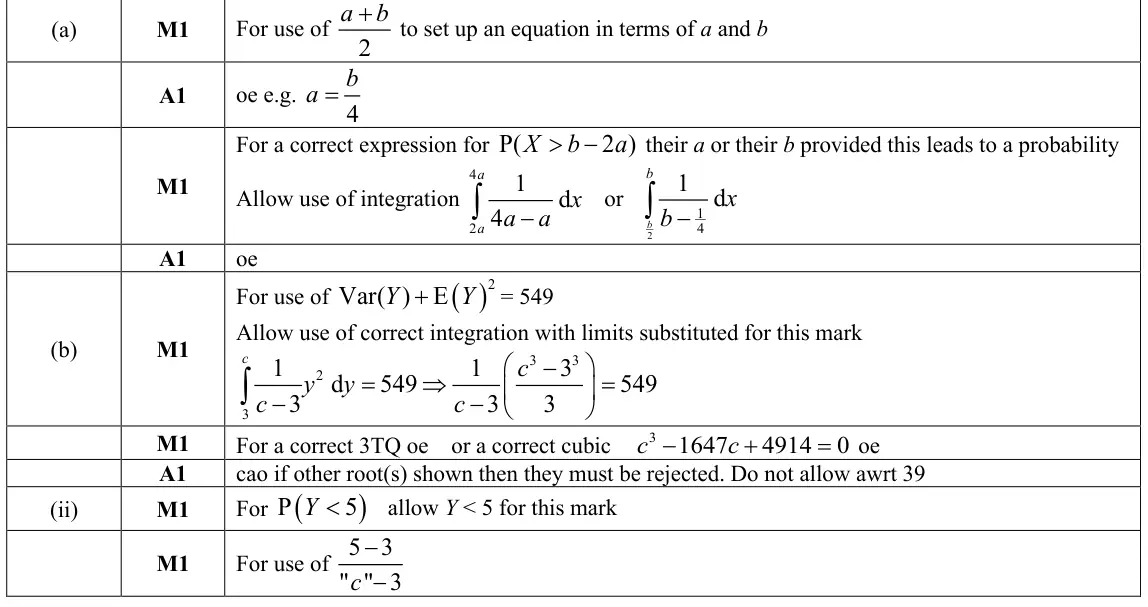 (a) M1 For use of (a + b)/2 to set up an equation in terms of a and b
A1 oe e.g. a = b/4
For a correct expression for P(X > b − 2a) their a or their b provided this leads to a probability
M1 Allow use of integration ∫_{2a}^{4a} 1/(4a − a) dx or ∫_{b/2}^{b} 1/(b − 1/4) dx
A1 oe
For use of Var(Y) + E(Y)^2 = 549
Allow use of correct integration with limits substituted for this mark
(b) M1 ∫_{3}^{c} 1/(c − 3) y^2 dy = 549 ⇒ 1/(c − 3) ((c^3 − 3^3)/3) = 549
M1 For a correct 3TQ oe or a correct cubic c^3 − 1647c + 4914 = 0 oe
A1 cao if other root(s) shown then they must be rejected. Do not allow awrt 39
(ii) M1 For P(Y < 5) allow Y < 5 for this mark
M1 For use of (5 − 3)/("c" − 3)